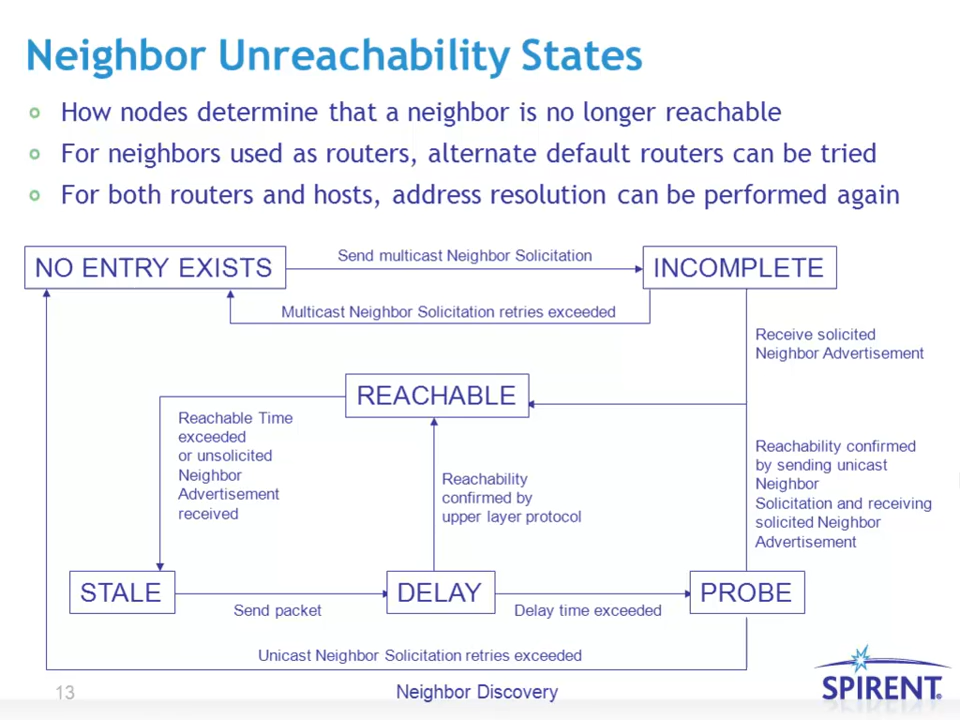 Neighbor Unreachability States
How nodes determine that a neighbor is no longer reachable
For neighbors used as routers, alternate default routers can be tried
For both routers and hosts, address resolution can be performed again
NO ENTRY EXISTS
Send multicast Neighbor Solicitation
INCOMPLETE
Multicast Neighbor Solicitation retries exceeded
Receive solicited
Neighbor Advertisement
REACHABLE
Reachable Time
exceeded
or unsolicited
Neighbor
Advertisement
received
Reachability
confirmed by
upper layer protocol
Reachability confirmed
by sending unicast
Neighbor
Solicitation and receiving
solicited Neighbor
Advertisement
STALE
Send packet
DELAY
Delay time exceeded
PROBE
Unicast Neighbor Solicitation retries exceeded
13
Neighbor Discovery
SPIRENT